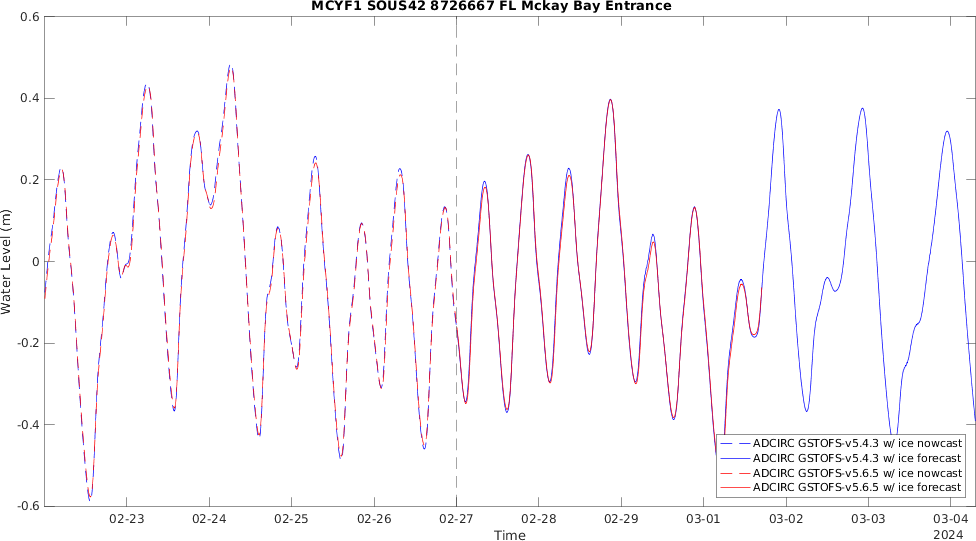 MCYF1 SOUS42 8726667 FL Mckay Bay Entrance
0.6
0.4
0.2
0
-0.2
-0.4
-0.6
Water Level (m)
02-23 02-24 02-25 02-26 02-27 02-28 02-29 03-01 03-02 03-03 03-04
2024
Time
ADCIRC GSTOFS-v5.4.3 w/ ice nowcast
ADCIRC GSTOFS-v5.4.3 w/ ice forecast
ADCIRC GSTOFS-v5.6.5 w/ ice nowcast
ADCIRC GSTOFS-v5.6.5 w/ ice forecast